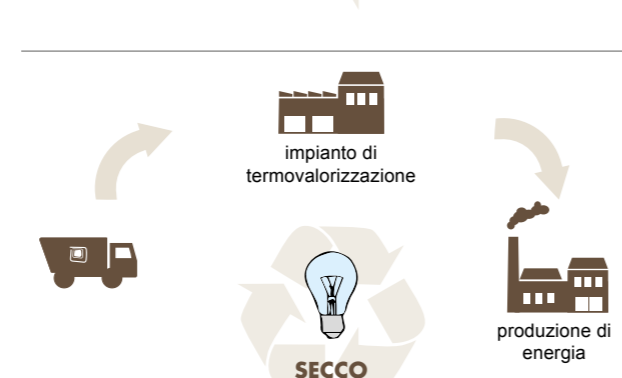 impianto di
termovalorizzazione
produzione di
energia
SECCO